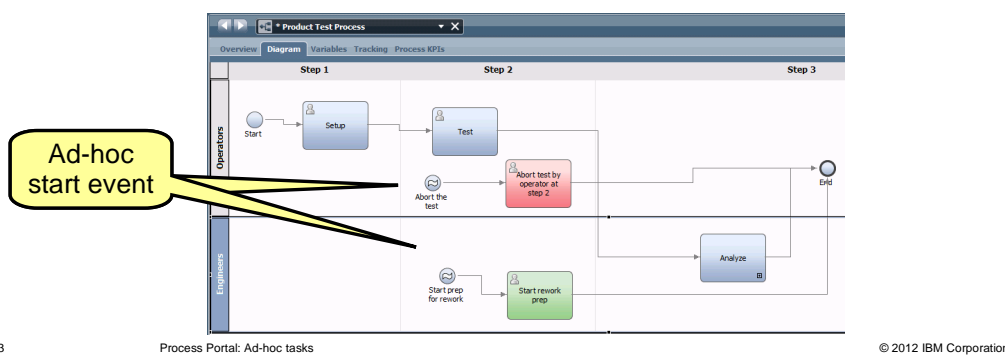 * Product Test Process
Overview Diagram Variables Tracking Process KPIs
Step 1 Step 2 Step 3
Operators
Start
Setup
Test
Ad-hoc
start event
Abort the
test
Abort test by
operator at
step 2
End
Engineers
Start prep
for rework
Start rework
prep
Analyze
3 Process Portal: Ad-hoc tasks © 2012 IBM Corporation